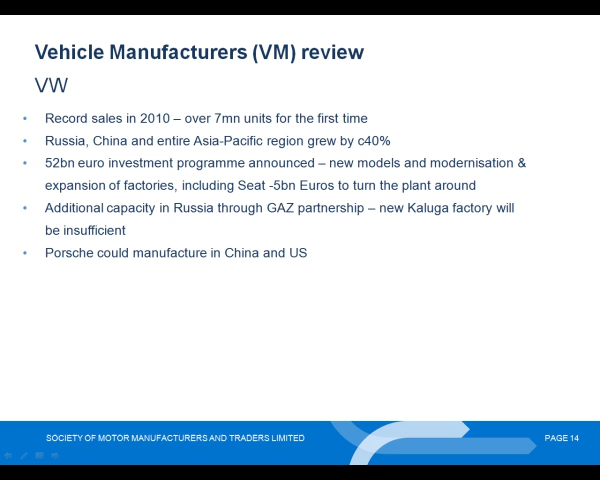 Vehicle Manufacturers (VM) review
VW
• Record sales in 2010 – over 7mn units for the first time
• Russia, China and entire Asia-Pacific region grew by c40%
• 52bn euro investment programme announced – new models and modernisation &
expansion of factories, including Seat -5bn Euros to turn the plant around
• Additional capacity in Russia through GAZ partnership – new Kaluga factory will
be insufficient
• Porsche could manufacture in China and US
SOCIETY OF MOTOR MANUFACTURERS AND TRADERS LIMITED
PAGE 14